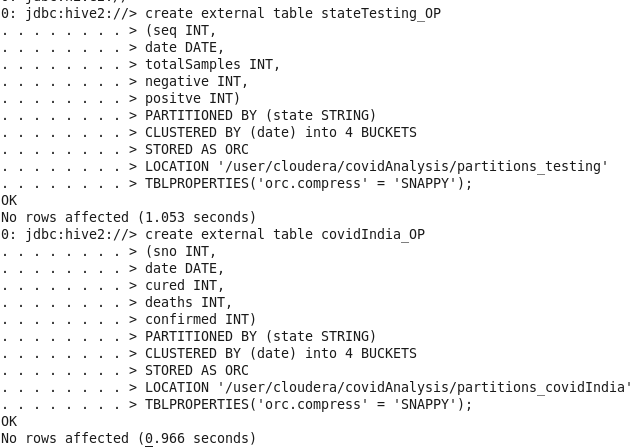 0: jdbc:hive2://> create external table stateTesting_OP
. . . . . . . . > (seq INT,
. . . . . . . . > date DATE,
. . . . . . . . > totalSamples INT,
. . . . . . . . > negative INT,
. . . . . . . . > positve INT)
. . . . . . . . > PARTITIONED BY (state STRING)
. . . . . . . . > CLUSTERED BY (date) into 4 BUCKETS
. . . . . . . . > STORED AS ORC
. . . . . . . . > LOCATION '/user/cloudera/covidAnalysis/partitions_testing'
. . . . . . . . > TBLPROPERTIES('orc.compress' = 'SNAPPY');
OK
No rows affected (1.053 seconds)
0: jdbc:hive2://> create external table covidIndia_OP
. . . . . . . . > (sno INT,
. . . . . . . . > date DATE,
. . . . . . . . > cured INT,
. . . . . . . . > deaths INT,
. . . . . . . . > confirmed INT)
. . . . . . . . > PARTITIONED BY (state STRING)
. . . . . . . . > CLUSTERED BY (date) into 4 BUCKETS
. . . . . . . . > STORED AS ORC
. . . . . . . . > LOCATION '/user/cloudera/covidAnalysis/partitions_covidIndia'
. . . . . . . . > TBLPROPERTIES('orc.compress' = 'SNAPPY');
OK
No rows affected (0.966 seconds)